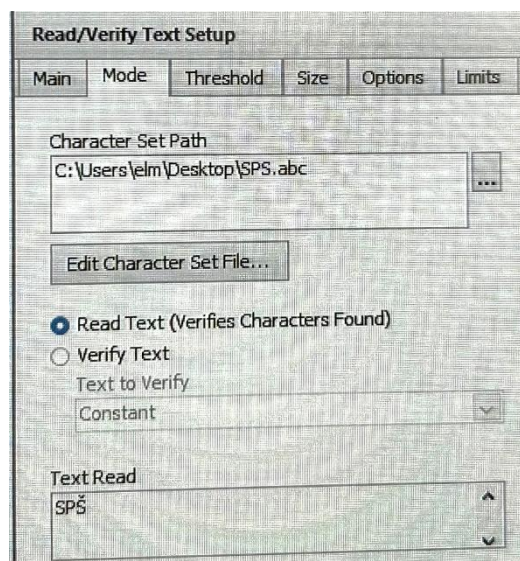 Read/Verify Text Setup
Main Mode Threshold Size Options Limits
Character Set Path
C:\Users\elm\Desktop\SPS.abc
...
Edit Character Set File...
Read Text (Verifies Characters Found)
Verify Text
Text to Verify
Constant
Text Read
SPŠ